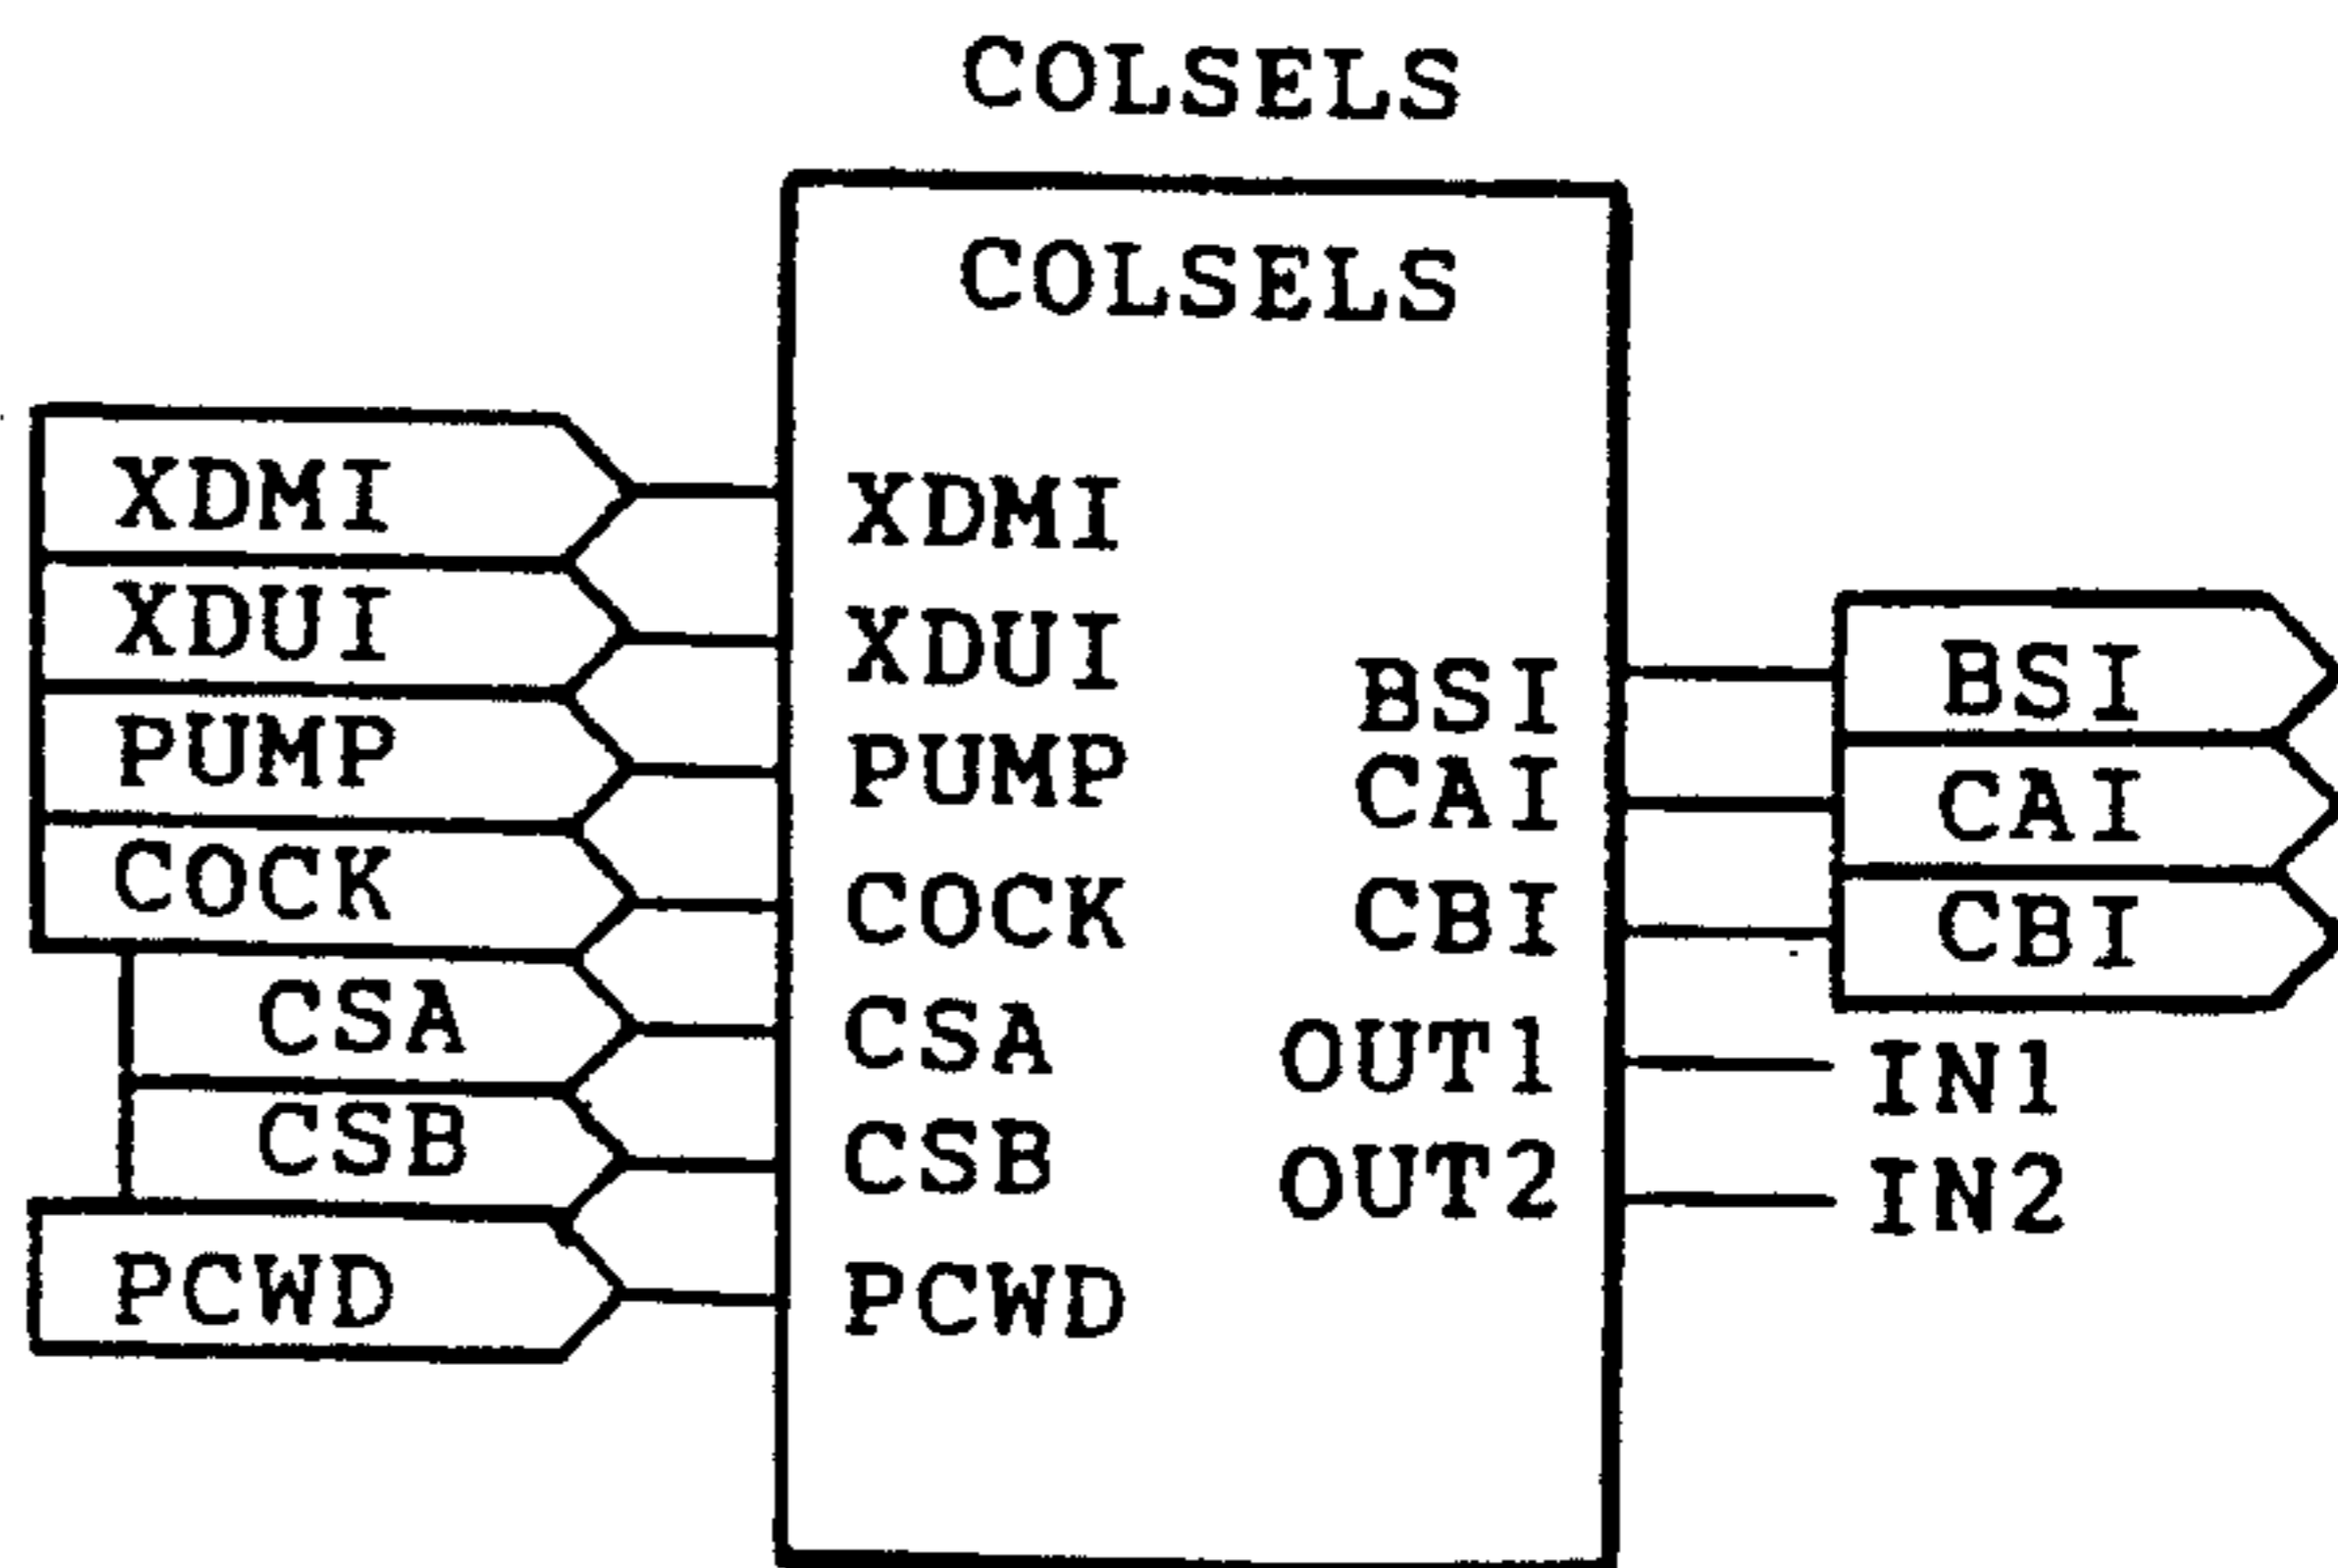 COLSELS
COLSELS
XDMI
XDUI
PUMP
COCK
CSA
CSB
PCWD
XDMI
XDUI
PUMP
COCK
CSA
CSB
PCWD
BSI
CAI
CBI
OUT1
OUT2
BSI
CAI
CBI
IN1
IN2